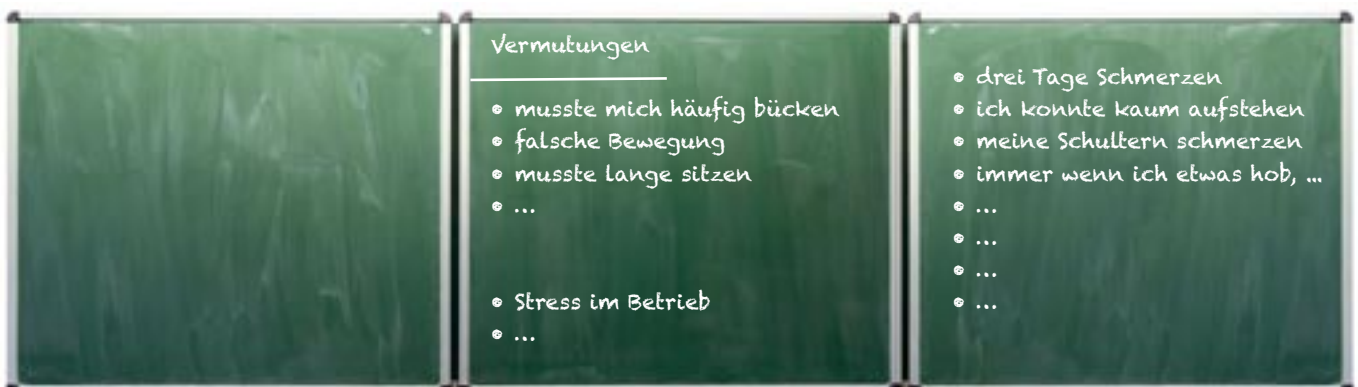 Vermutungen
• musste mich häufig bücken
• falsche Bewegung
• musste lange sitzen
• ...
• Stress im Betrieb
• ...
• drei Tage Schmerzen
• ich konnte kaum aufstehen
• meine Schultern schmerzen
• immer wenn ich etwas hob, ...
• ...
• ...
• ...
• ...